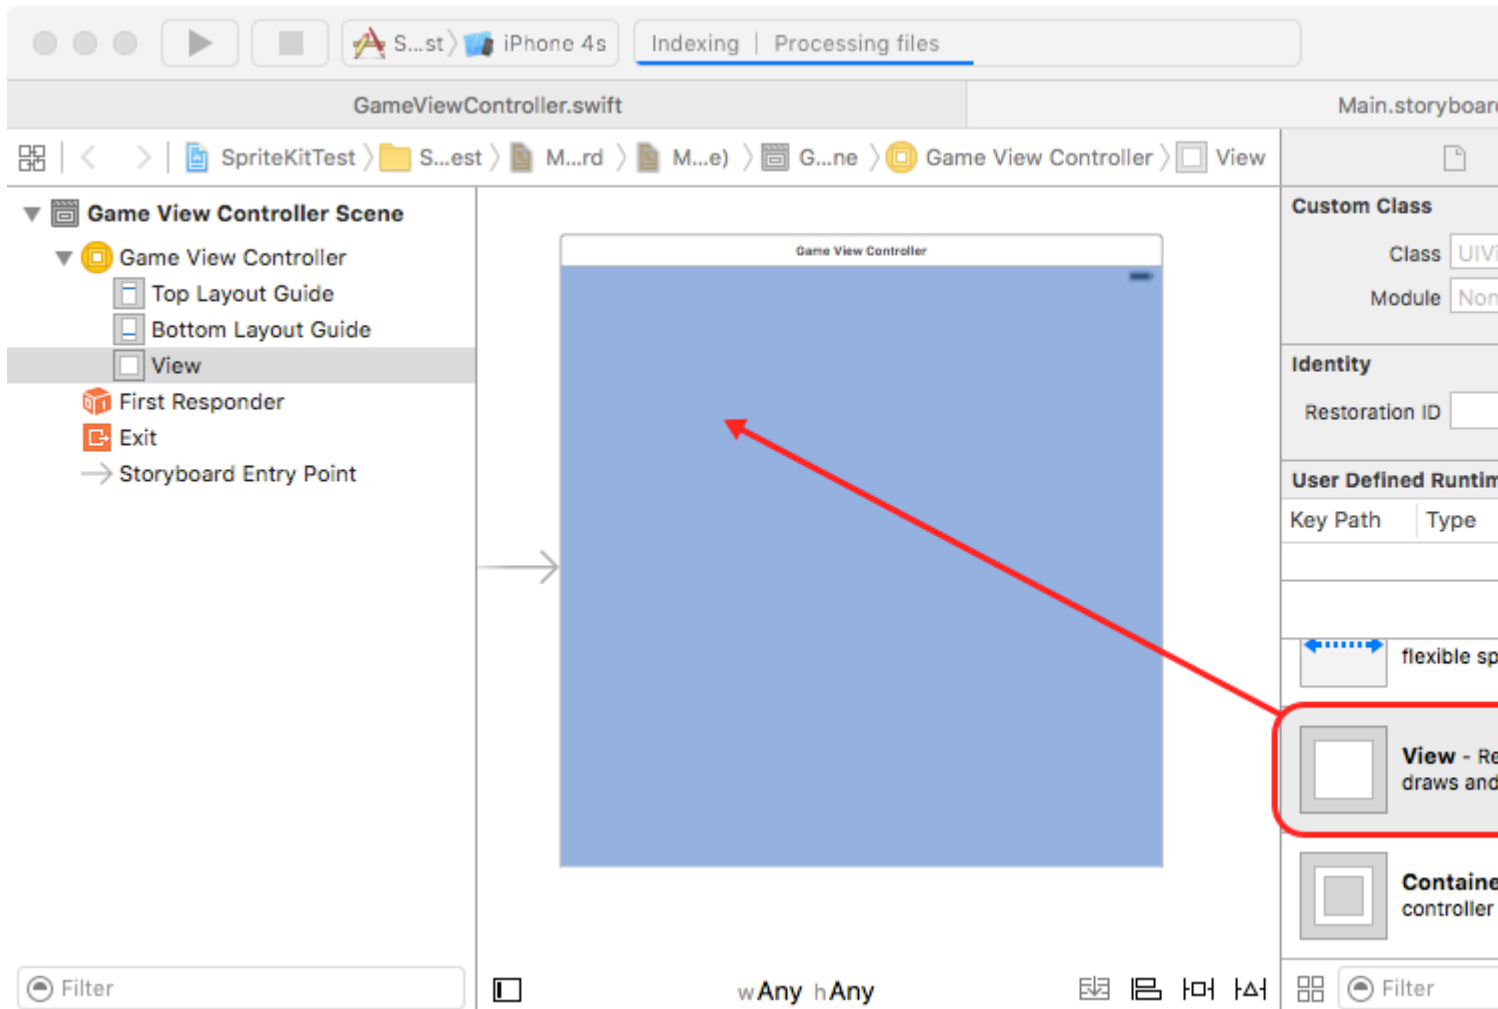 S...st iPhone 4s Indexing | Processing files
GameViewController.swift Main.storyboard
SpriteKitTest S...est M...rd M...e) G...ne Game View Controller View
Game View Controller Scene
Game View Controller
Top Layout Guide
Bottom Layout Guide
View
First Responder
Exit
Storyboard Entry Point
Filter
Game View Controller
wAny hAny
Custom Class
Class UIVi
Module Non
Identity
Restoration ID
User Defined Runtim
Key Path Type
flexible sp
View - Re
draws and
Containe
controller
Filter